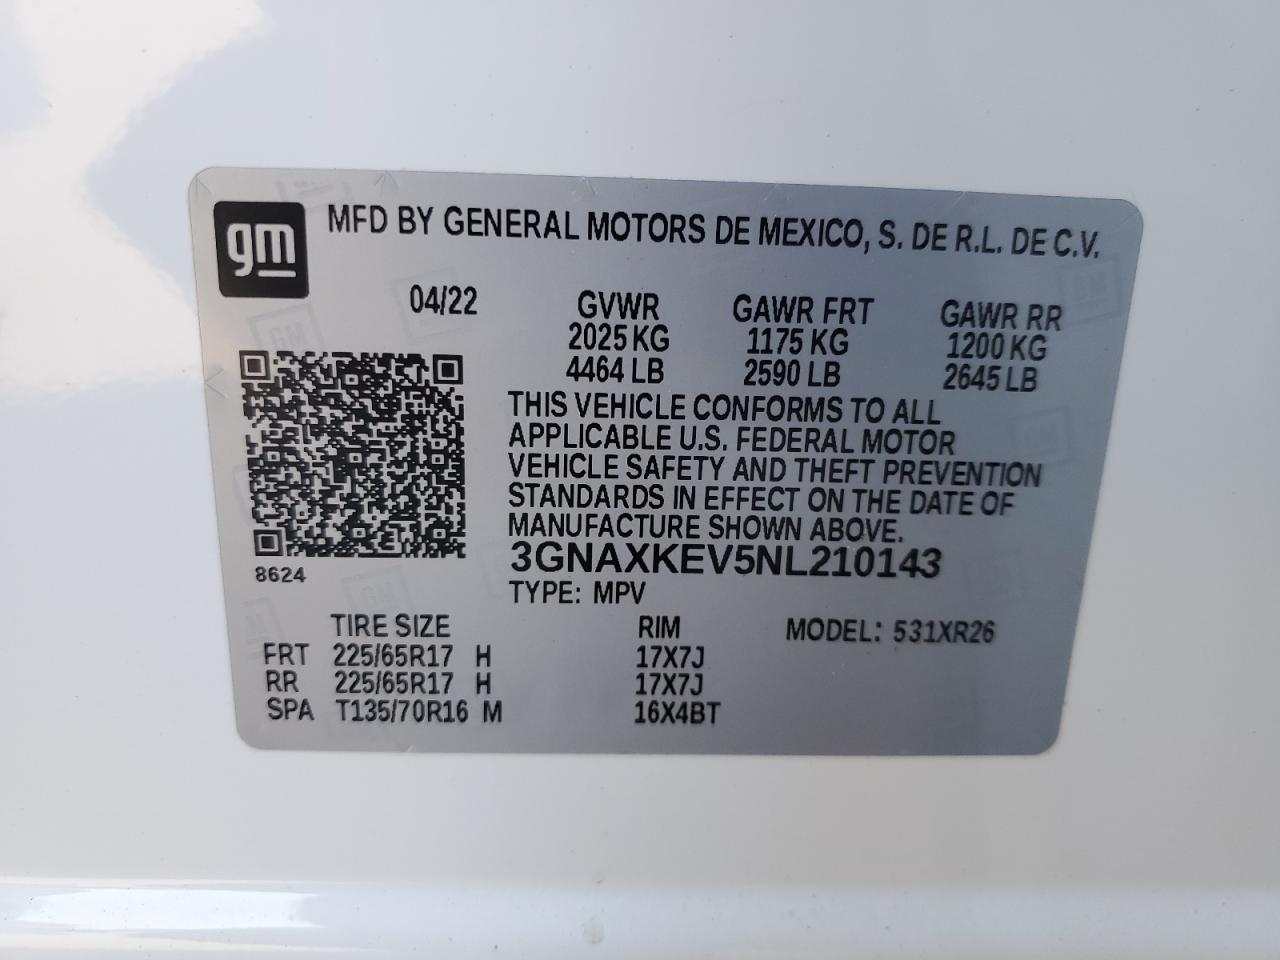 gm
MFD BY GENERAL MOTORS DE MEXICO, S. DE R.L. DE C.V.
04/22 GVWR GAWR FRT GAWR RR
2025 KG 1175 KG 1200 KG
4464 LB 2590 LB 2645 LB
THIS VEHICLE CONFORMS TO ALL
APPLICABLE U.S. FEDERAL MOTOR
VEHICLE SAFETY AND THEFT PREVENTION
STANDARDS IN EFFECT ON THE DATE OF
MANUFACTURE SHOWN ABOVE.
3GNAXKEV5NL210143
8624
TYPE: MPV
TIRE SIZE RIM MODEL: 531XR26
FRT 225/65R17 H 17X7J
RR 225/65R17 H 17X7J
SPA T135/70R16 M 16X4BT